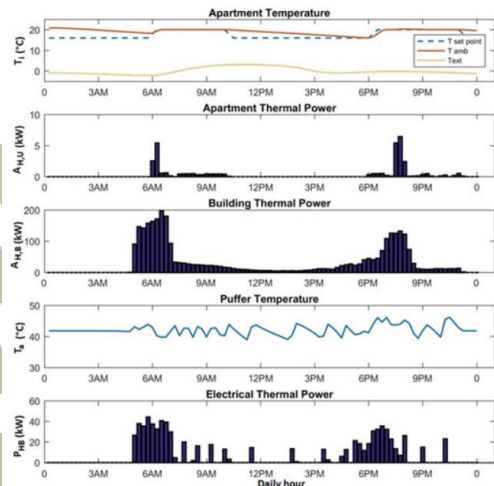 Apartment Temperature
T_i (°C)
20
10
0
T set point
T amb
Text
0 3AM 6AM 9AM 12PM 3PM 6PM 9PM 0
Apartment Thermal Power
A_H,U (kW)
10
5
0
0 3AM 6AM 9AM 12PM 3PM 6PM 9PM 0
Building Thermal Power
A_H,B (kW)
200
100
0
0 3AM 6AM 9AM 12PM 3PM 6PM 9PM 0
Puffer Temperature
T_a (°C)
50
40
30
0 3AM 6AM 9AM 12PM 3PM 6PM 9PM 0
Electrical Thermal Power
P_HB (kW)
60
40
20
0
0 3AM 6AM 9AM 12PM 3PM 6PM 9PM 0
Daily hour